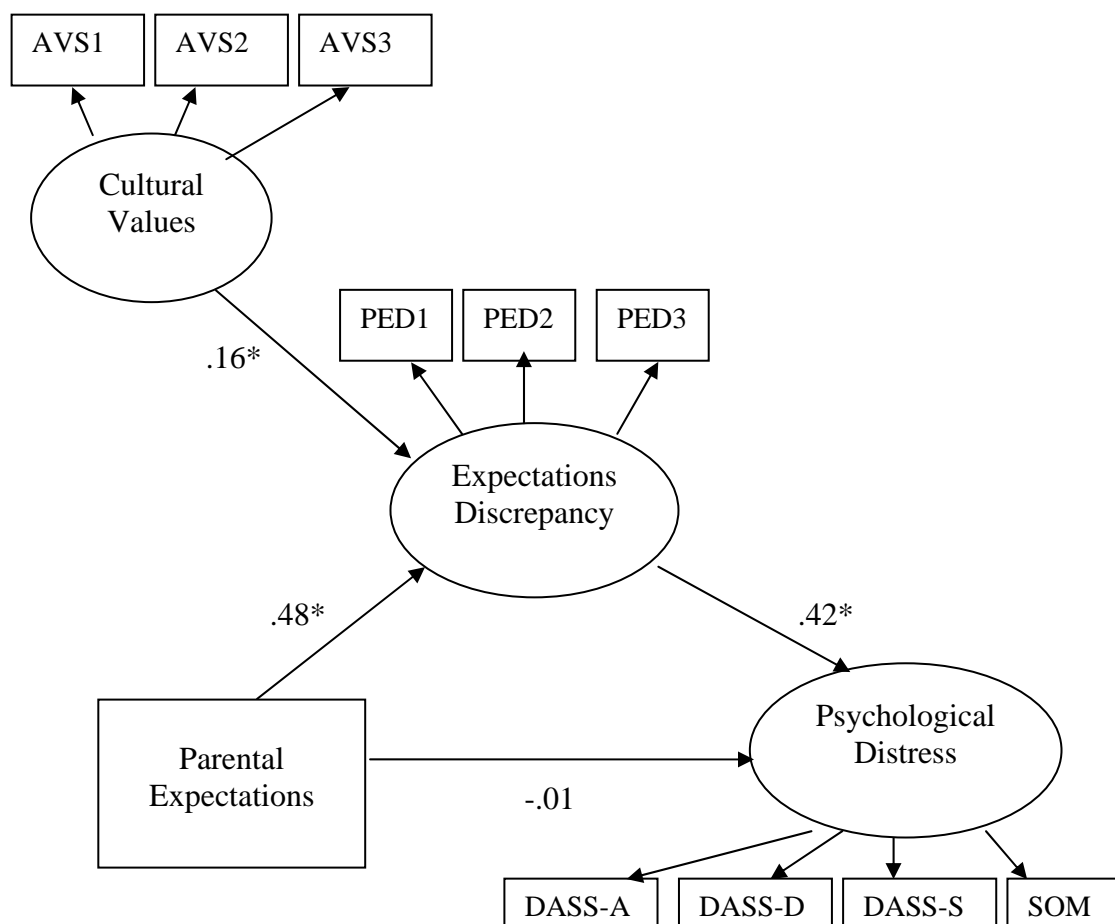 AVS1
AVS2
AVS3
Cultural
Values
PED1
PED2
PED3
.16*
Expectations
Discrepancy
.48*
.42*
Psychological
Distress
Parental
Expectations
-.01
DASS-A
DASS-D
DASS-S
SOM